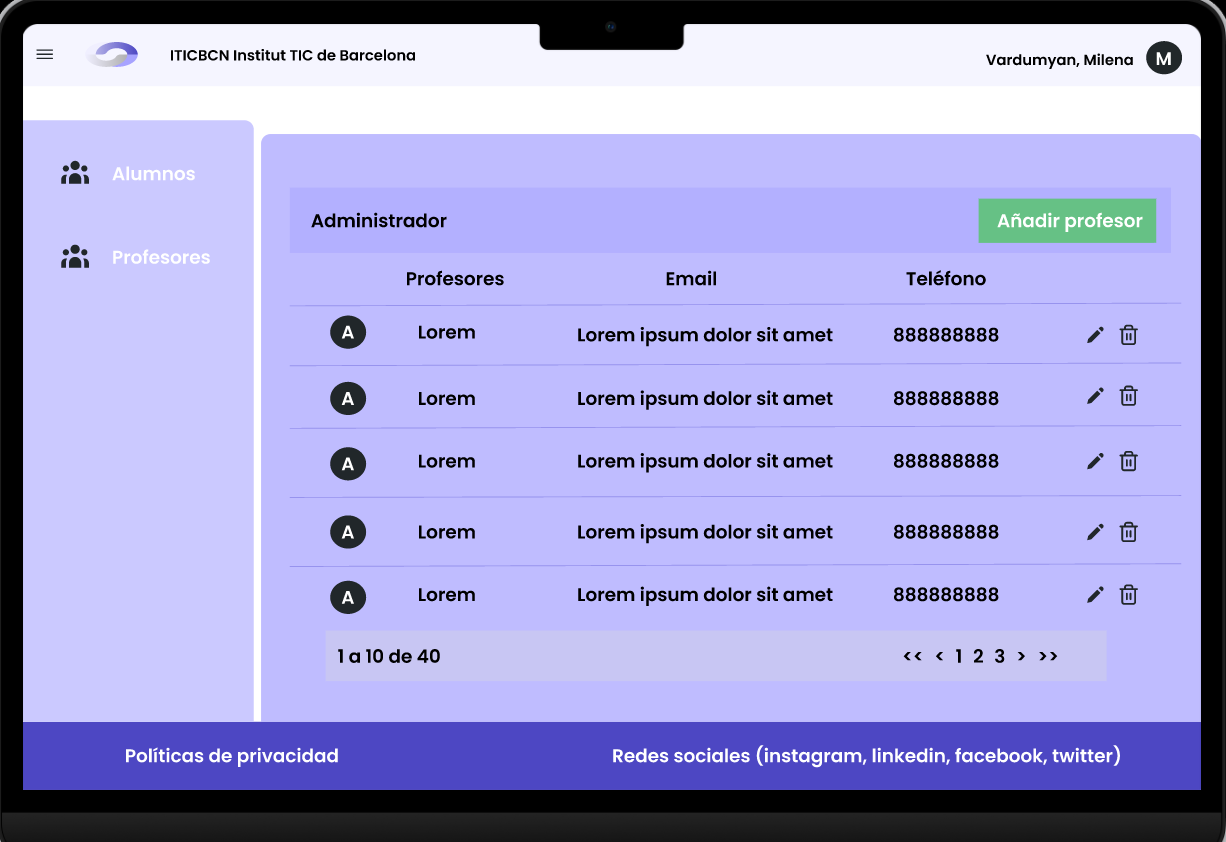 ITICBCN Institut TIC de Barcelona
Vardumyan, Milena
M
Alumnos
Profesores
Administrador
Añadir profesor
Profesores Email Teléfono
A Lorem Lorem ipsum dolor sit amet 888888888
A Lorem Lorem ipsum dolor sit amet 888888888
A Lorem Lorem ipsum dolor sit amet 888888888
A Lorem Lorem ipsum dolor sit amet 888888888
A Lorem Lorem ipsum dolor sit amet 888888888
1 a 10 de 40 << < 1 2 3 > >>
Políticas de privacidad
Redes sociales (instagram, linkedin, facebook, twitter)